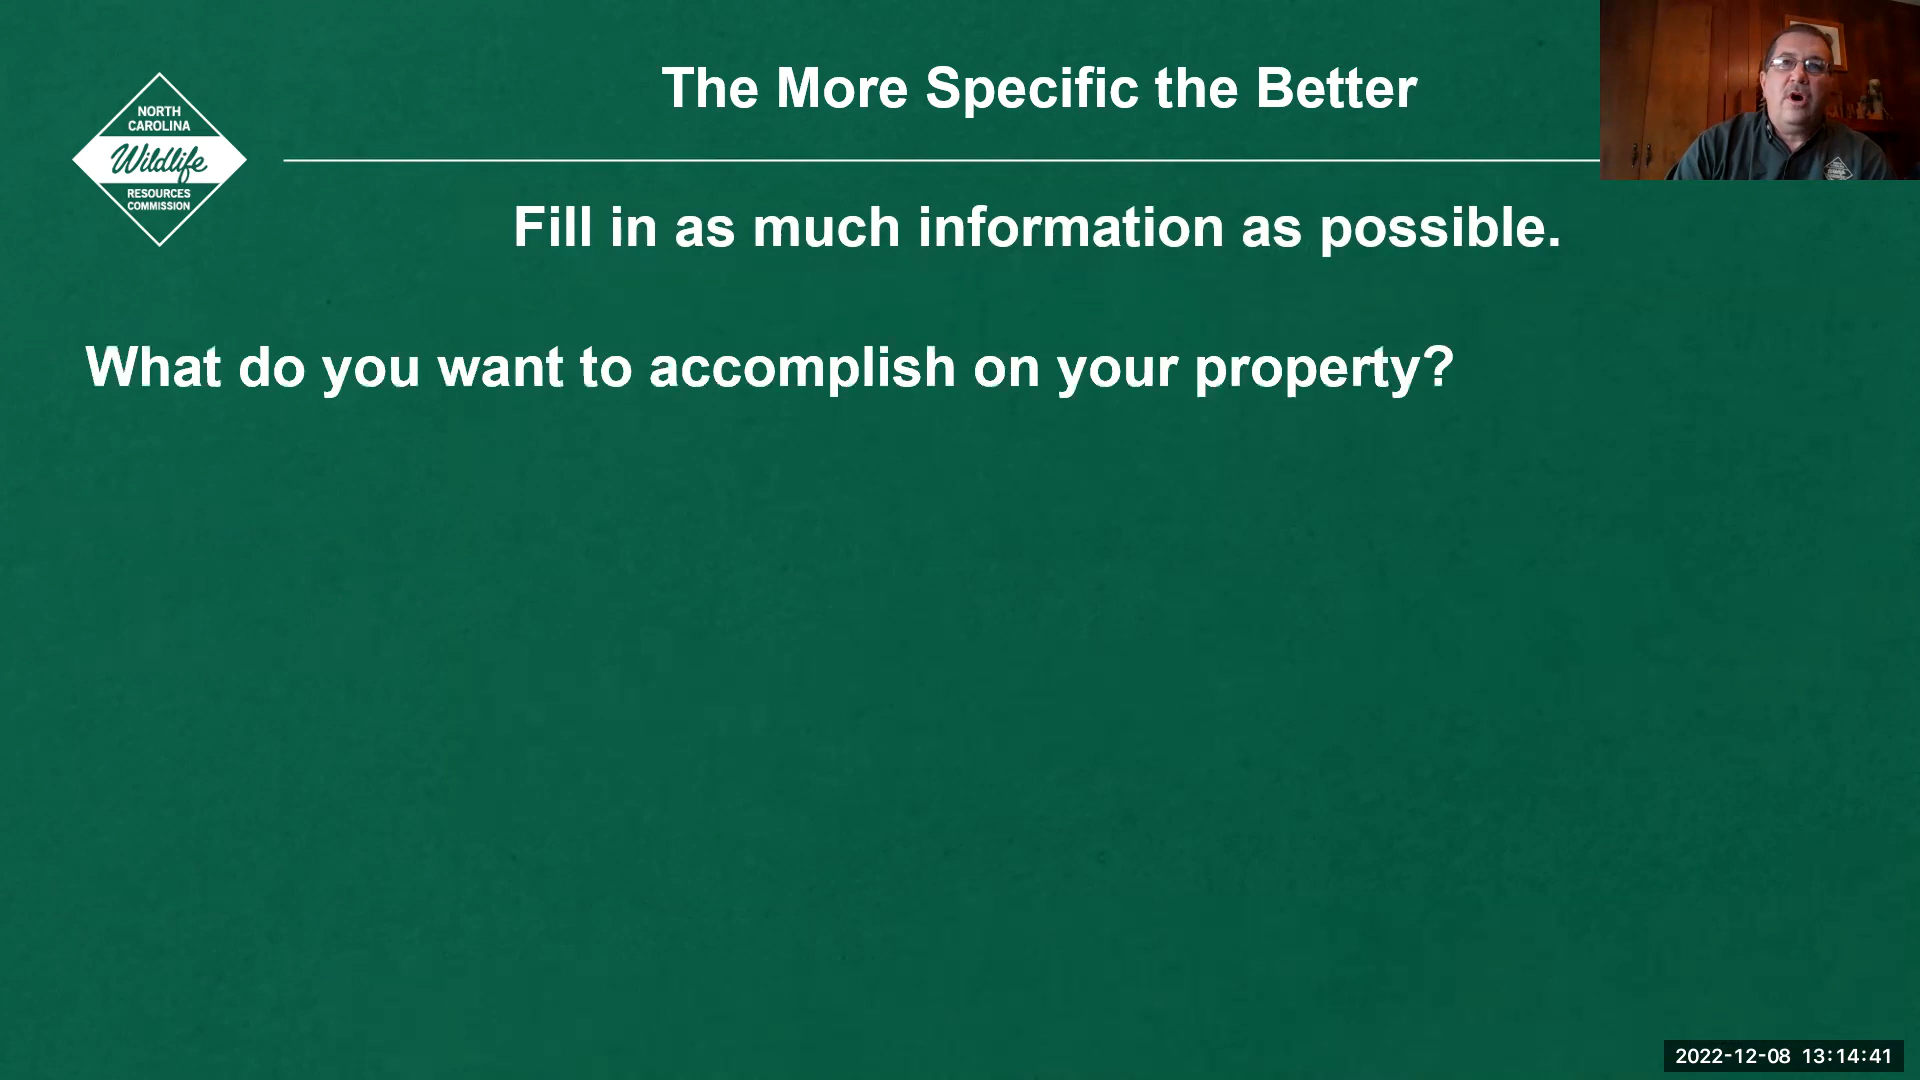 The More Specific the Better
NORTH
CAROLINA
Wildlife
RESOURCES
COMMISSION
Fill in as much information as possible.
What do you want to accomplish on your property?
2022-12-08 13:14:41